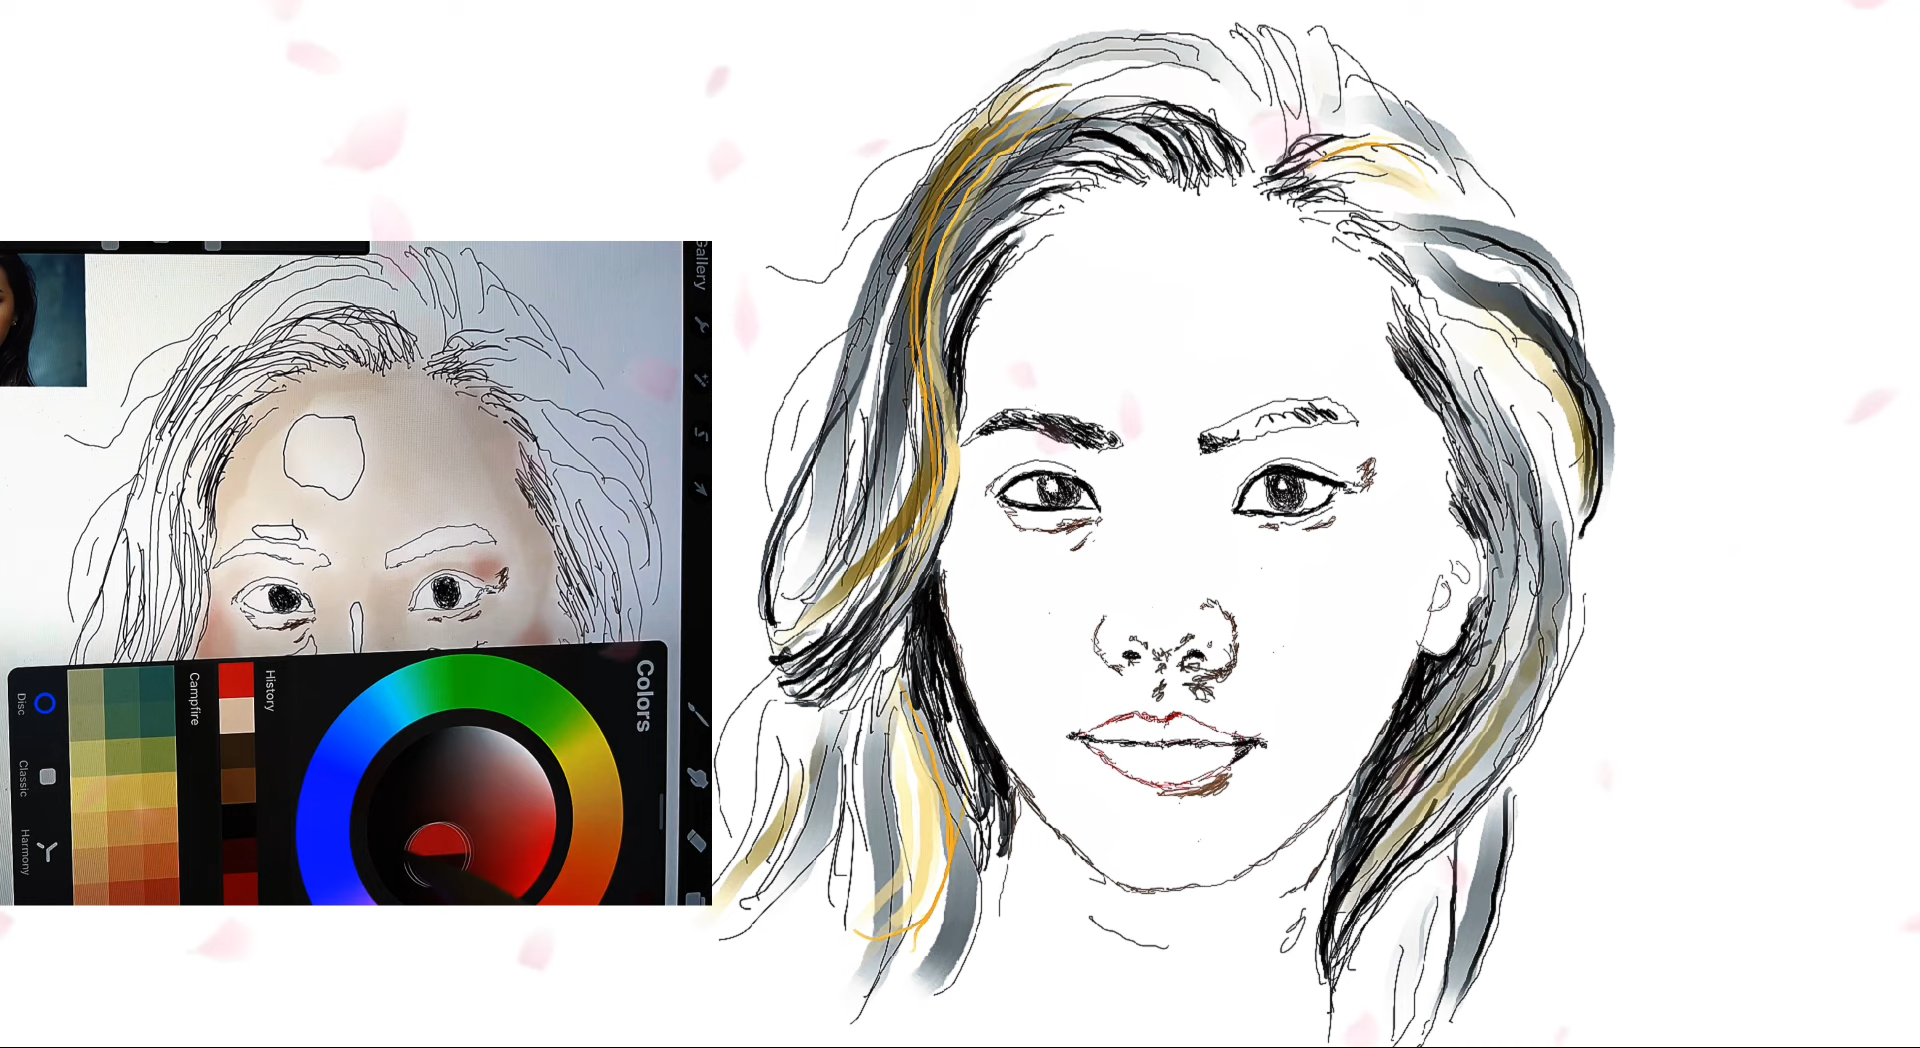 Gallery
Colors
History
Campfire
Disc
Classic
Harmony